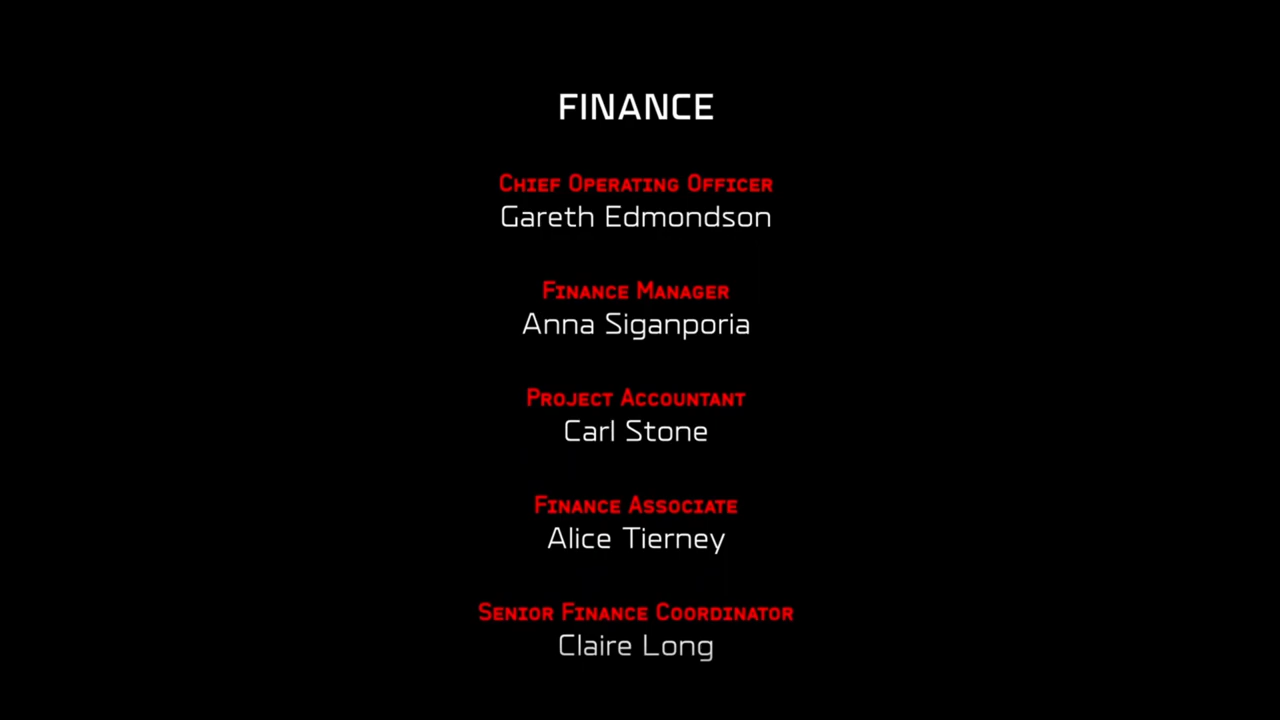 FINANCE
Chief Operating Officer
Gareth Edmondson
Finance Manager
Anna Siganporia
Project Accountant
Carl Stone
Finance Associate
Alice Tierney
Senior Finance Coordinator
Claire Long